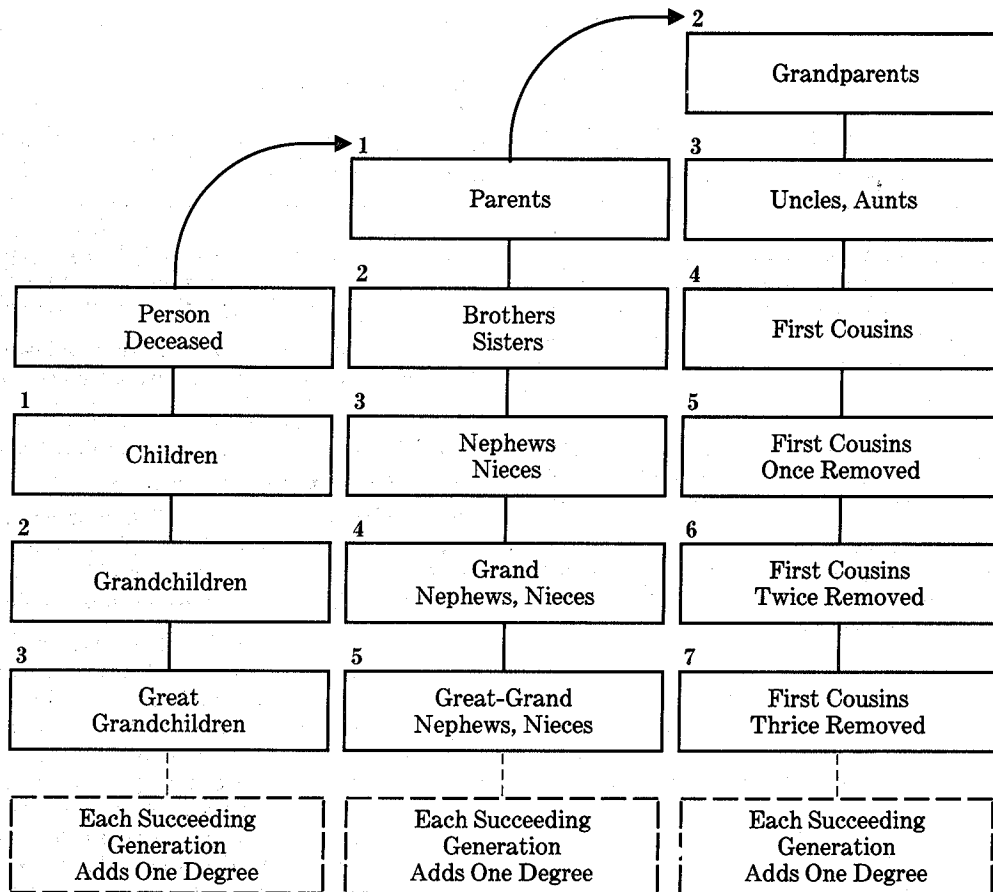 2
Grandparents
1
Parents
3
Uncles, Aunts
Person
Deceased
2
Brothers
Sisters
4
First Cousins
1
Children
3
Nephews
Nieces
5
First Cousins
Once Removed
2
Grandchildren
4
Grand
Nephews, Nieces
6
First Cousins
Twice Removed
3
Great
Grandchildren
5
Great-Grand
Nephews, Nieces
7
First Cousins
Thrice Removed
Each Succeeding
Generation
Adds One Degree
Each Succeeding
Generation
Adds One Degree
Each Succeeding
Generation
Adds One Degree